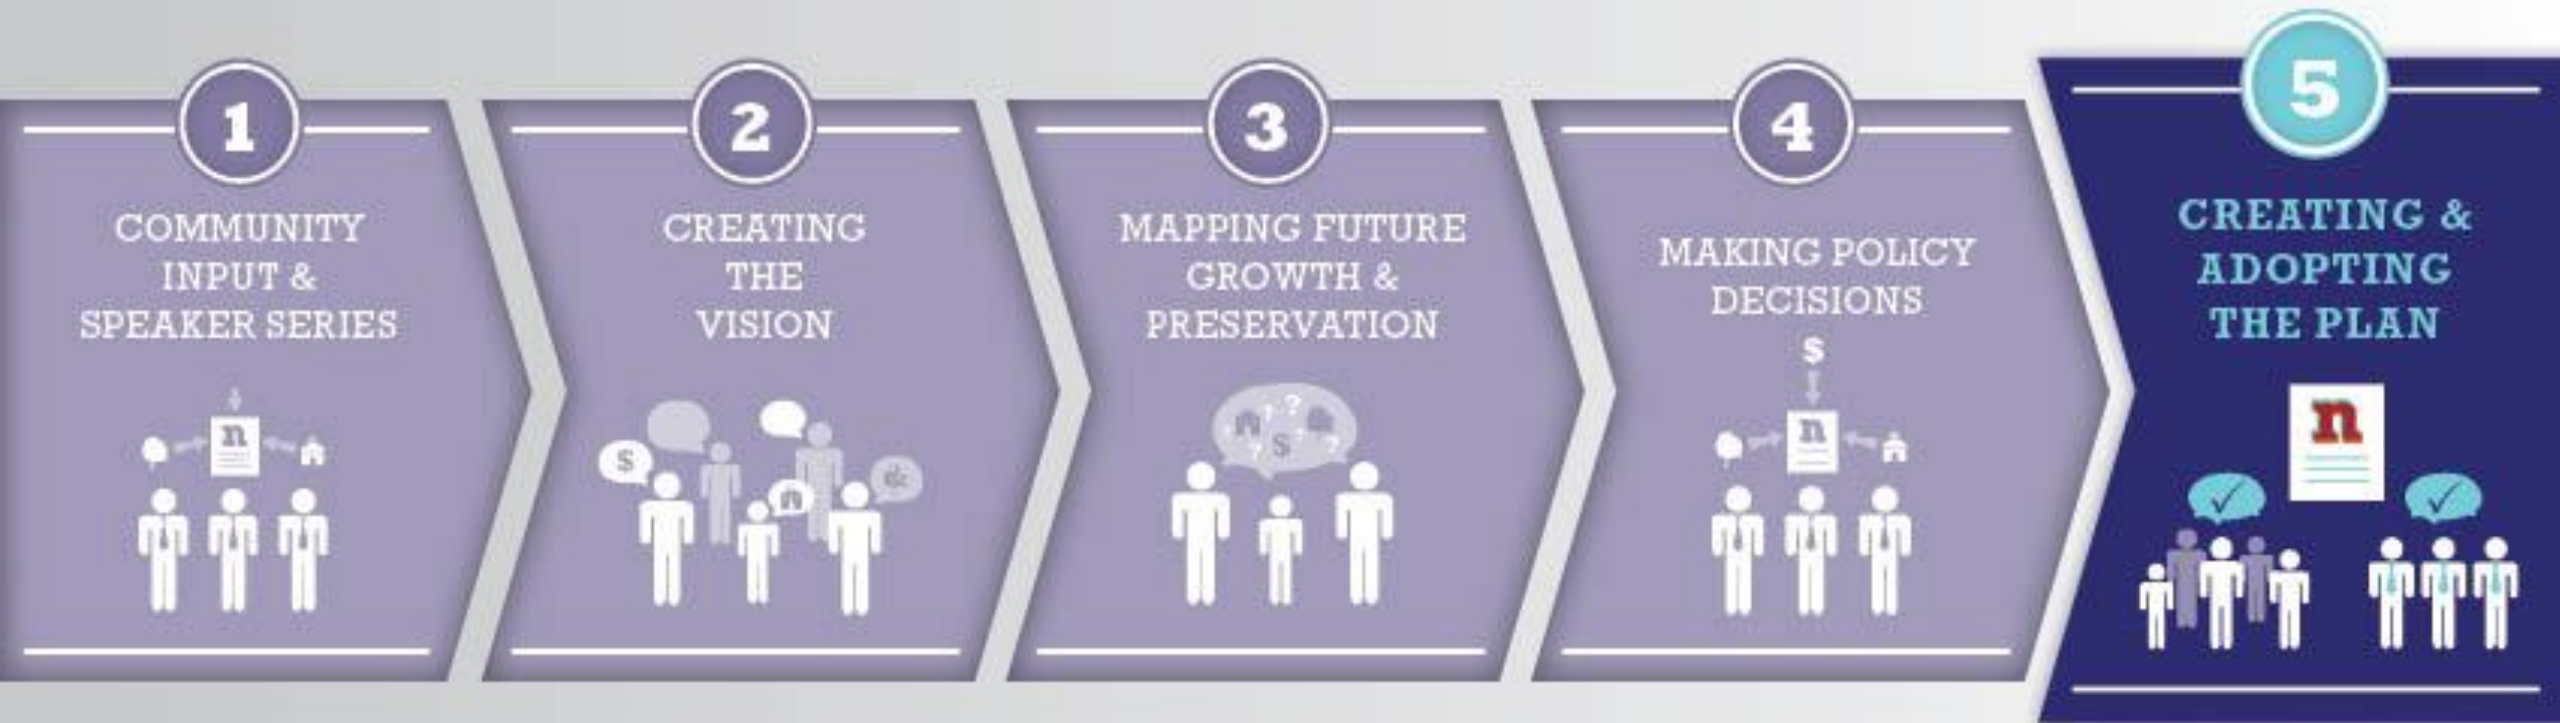 1
COMMUNITY
INPUT &
SPEAKER SERIES
n
2
CREATING
THE
VISION
$
3
MAPPING FUTURE
GROWTH &
PRESERVATION
? ?
$
? ?
4
MAKING POLICY
DECISIONS
$
n
5
CREATING &
ADOPTING
THE PLAN
n